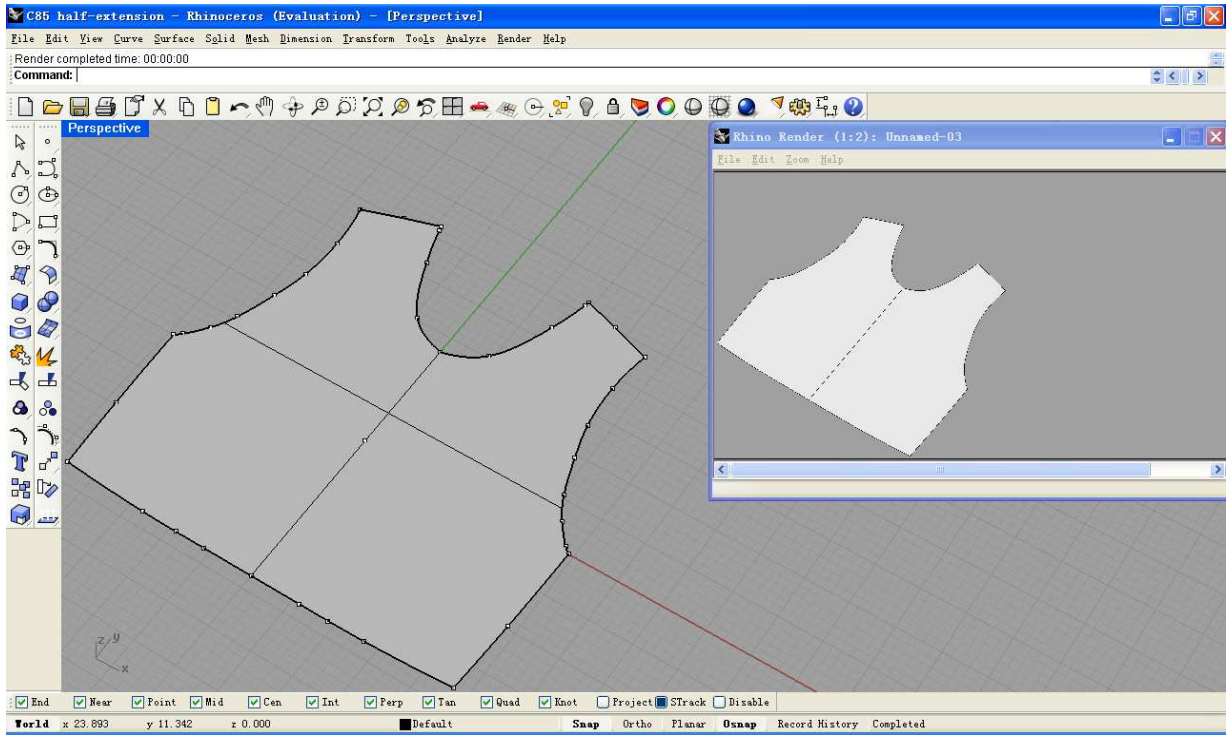 C85 half-extension - Rhinoceros (Evaluation) - [Perspective]
File Edit View Curve Surface Solid Mesh Dimension Transform Tools Analyze Render Help
Render completed time: 00:00:00
Command:
Perspective
Rhino Render (1:2): Unnamed-03
File Edit Zoom Help
z y
x
End Near Point Mid Cen Int Perp Tan Quad Knot Project STrack Disable
World x 23.893 y 11.342 z 0.000 Default Snap Ortho Planar Osnap Record History Completed